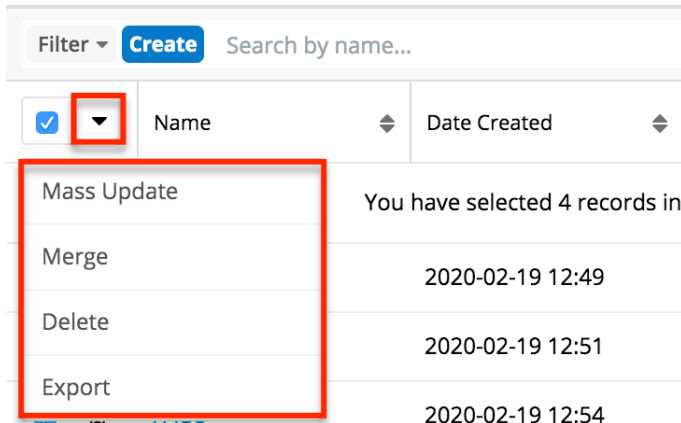 Filter Create Search by name...
Name Date Created
Mass Update
You have selected 4 records in
Merge
2020-02-19 12:49
Delete
2020-02-19 12:51
Export
2020-02-19 12:54